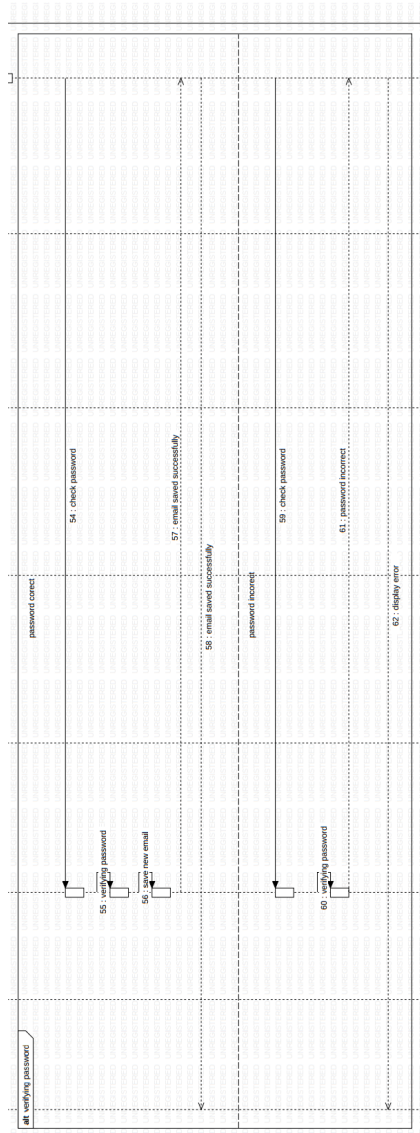 alt verifying password
password corect
54 : check password
55 : verifying password
56 : save new email
57 : email saved successfully
58 : email saved successfully
password incorect
59 : check password
60 : verifying password
61 : password incorrect
62 : display error